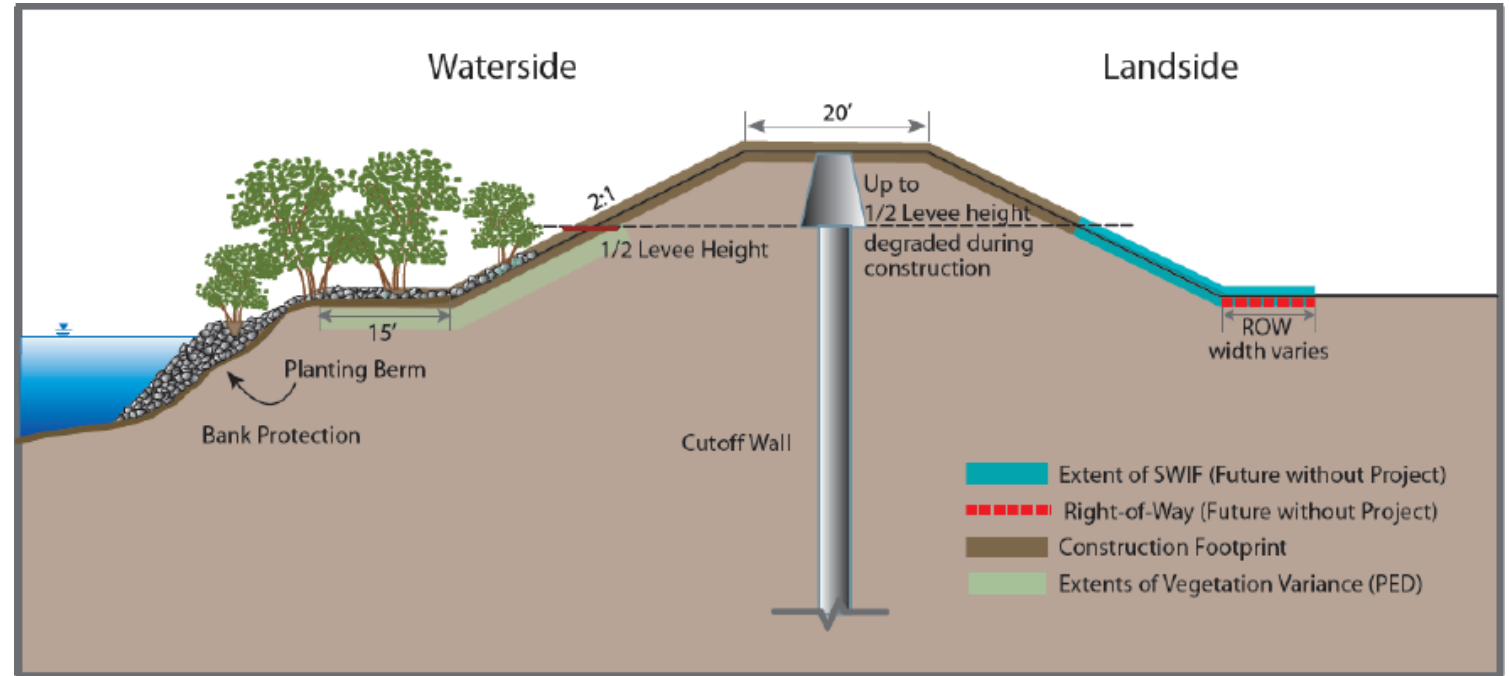 Waterside
Landside
20’
2:1
Up to
1/2 Levee height
degraded during
construction
1/2 Levee Height
15’
Planting Berm
Bank Protection
ROW
width varies
Cutoff Wall
Extent of SWIF (Future without Project)
Right-of-Way (Future without Project)
Construction Footprint
Extents of Vegetation Variance (PED)